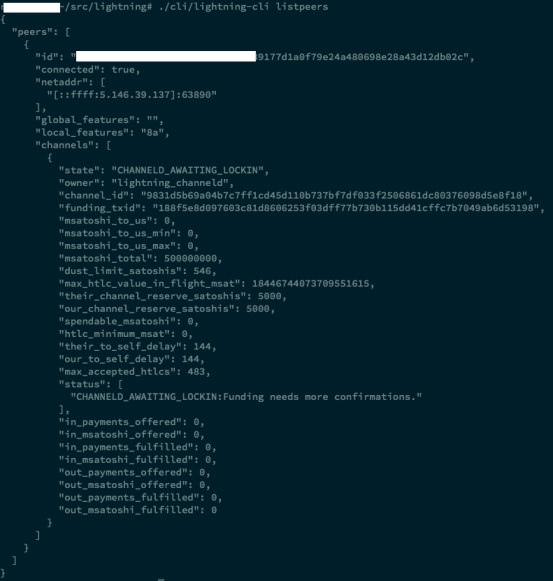 ~/src/lightning# ./cli/lightning-cli listpeers
{
  "peers": [
    {
      "id": "9177d1a0f79e24a480698e28a43d12db02c",
      "connected": true,
      "netaddr": [
        "[::ffff:5.146.39.137]:63890"
      ],
      "global_features": "",
      "local_features": "8a",
      "channels": [
        {
          "state": "CHANNELD_AWAITING_LOCKIN",
          "owner": "lightning_channeld",
          "channel_id": "9831d5b69a04b7c7ff1cd45d110b737bf7df033f2506861dc80376098d5e8f18",
          "funding_txid": "188f5e8d097603c81d8606253f03dff77b730b115dd41cffc7b7049ab6d53198",
          "msatoshi_to_us": 0,
          "msatoshi_to_us_min": 0,
          "msatoshi_to_us_max": 0,
          "msatoshi_total": 500000000,
          "dust_limit_satoshis": 546,
          "max_htlc_value_in_flight_msat": 18446744073709551615,
          "their_channel_reserve_satoshis": 5000,
          "our_channel_reserve_satoshis": 5000,
          "spendable_msatoshi": 0,
          "htlc_minimum_msat": 0,
          "their_to_self_delay": 144,
          "our_to_self_delay": 144,
          "max_accepted_htlcs": 483,
          "status": [
            "CHANNELD_AWAITING_LOCKIN:Funding needs more confirmations."
          ],
          "in_payments_offered": 0,
          "in_msatoshi_offered": 0,
          "in_payments_fulfilled": 0,
          "in_msatoshi_fulfilled": 0,
          "out_payments_offered": 0,
          "out_msatoshi_offered": 0,
          "out_payments_fulfilled": 0,
          "out_msatoshi_fulfilled": 0
        }
      ]
    }
  ]
}